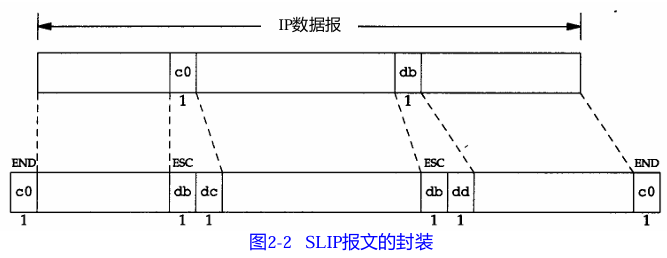 IP数据报
c0 db
1 1
END ESC ESC END
c0 db dc db dd c0
1 1 1 1 1 1
图2-2 SLIP报文的封装